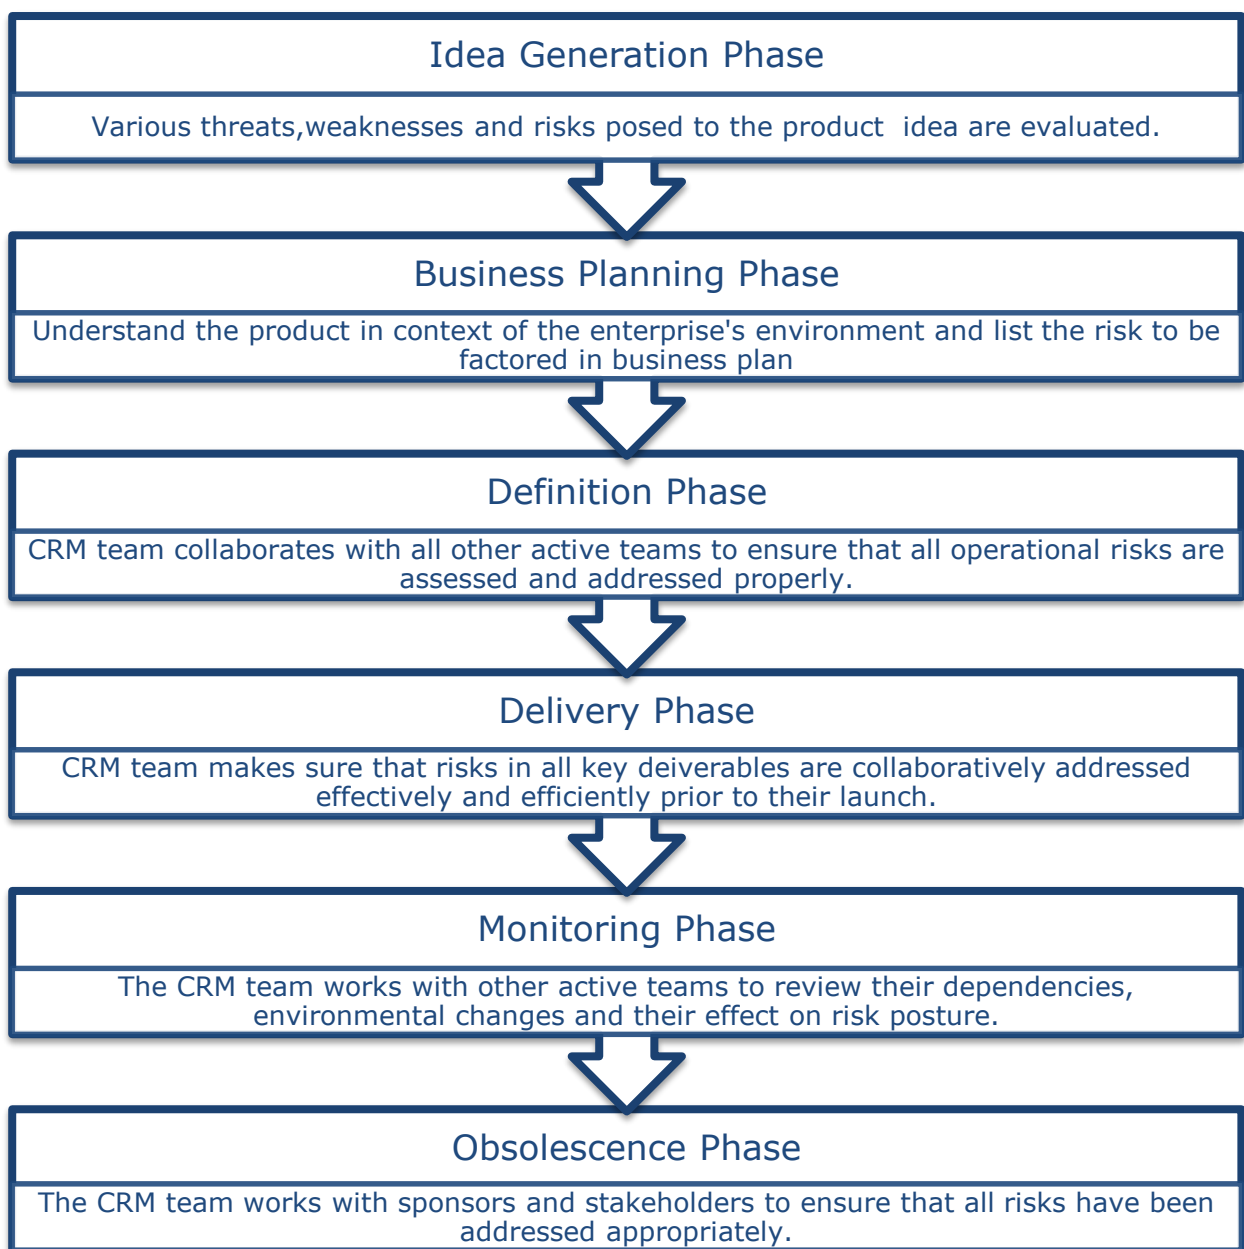 Idea Generation Phase
Various threats,weaknesses and risks posed to the product  idea are evaluated.
Business Planning Phase
Understand the product in context of the enterprise's environment and list the risk to be
factored in business plan
Definition Phase
CRM team collaborates with all other active teams to ensure that all operational risks are
assessed and addressed properly.
Delivery Phase
CRM team makes sure that risks in all key deiverables are collaboratively addressed
effectively and efficiently prior to their launch.
Monitoring Phase
The CRM team works with other active teams to review their dependencies,
environmental changes and their effect on risk posture.
Obsolescence Phase
The CRM team works with sponsors and stakeholders to ensure that all risks have been
addressed appropriately.